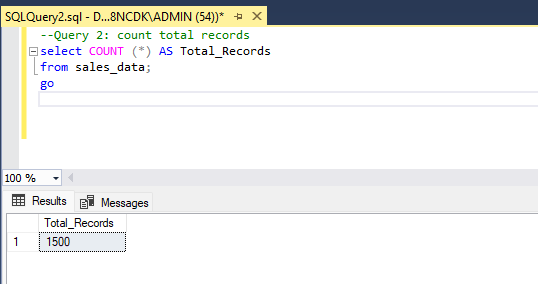 SQLQuery2.sql - D...8NCDK\ADMIN (54))*
--Query 2: count total records
select COUNT (*) AS Total_Records
from sales_data;
go
100 %
Results Messages
Total_Records
1 1500